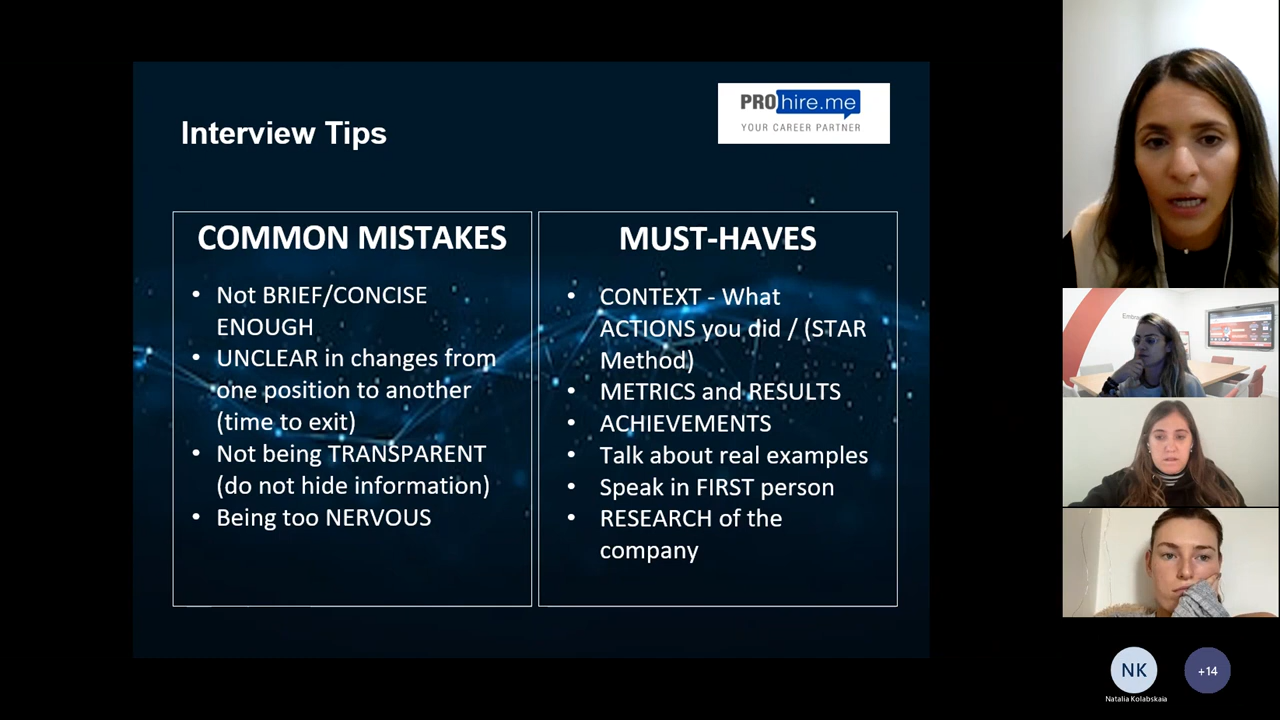 PROhire.me
YOUR CAREER PARTNER
Interview Tips
COMMON MISTAKES
• Not BRIEF/CONCISE
ENOUGH
• UNCLEAR in changes from
one position to another
(time to exit)
• Not being TRANSPARENT
(do not hide information)
• Being too NERVOUS
MUST-HAVES
• CONTEXT - What
ACTIONS you did / (STAR
Method)
• METRICS and RESULTS
• ACHIEVEMENTS
• Talk about real examples
• Speak in FIRST person
• RESEARCH of the
company
NK
+14
Natalia Kolabskaia